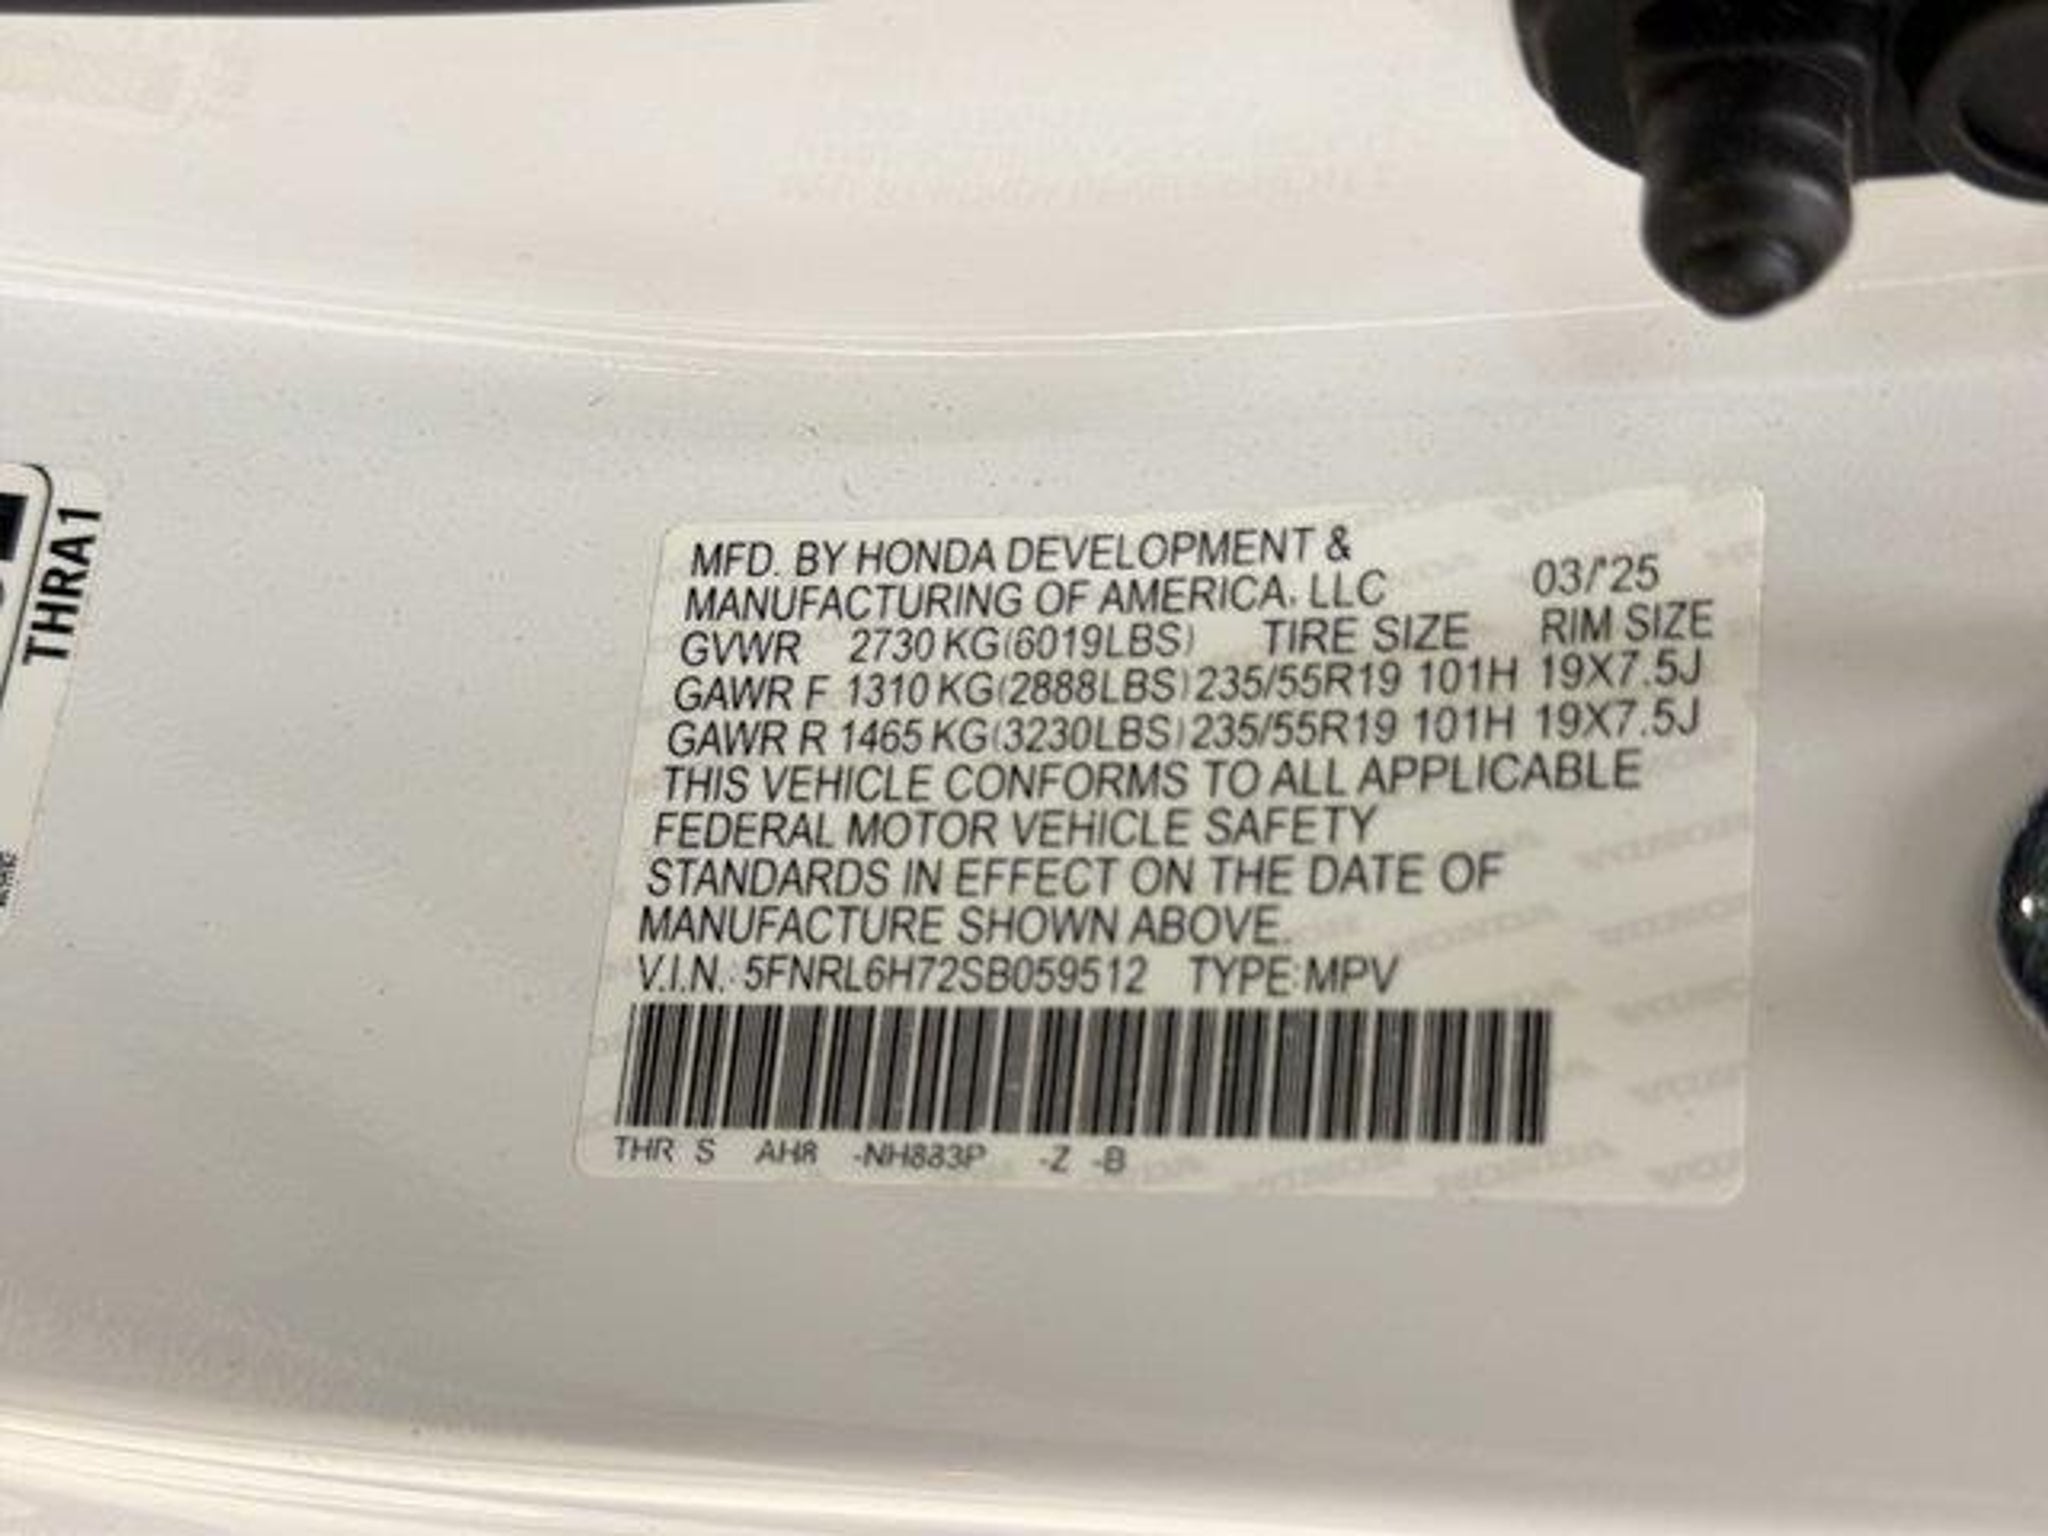 MFD. BY HONDA DEVELOPMENT &
MANUFACTURING OF AMERICA, LLC 03/'25
GVWR 2730 KG(6019LBS) TIRE SIZE RIM SIZE
GAWR F 1310 KG(2888LBS) 235/55R19 101H 19X7.5J
GAWR R 1465 KG(3230LBS) 235/55R19 101H 19X7.5J
THIS VEHICLE CONFORMS TO ALL APPLICABLE
FEDERAL MOTOR VEHICLE SAFETY
STANDARDS IN EFFECT ON THE DATE OF
MANUFACTURE SHOWN ABOVE.
V.I.N.: 5FNRL6H72SB059512 TYPE:MPV
THR S AH8 -NH883P -Z -B
THRA1